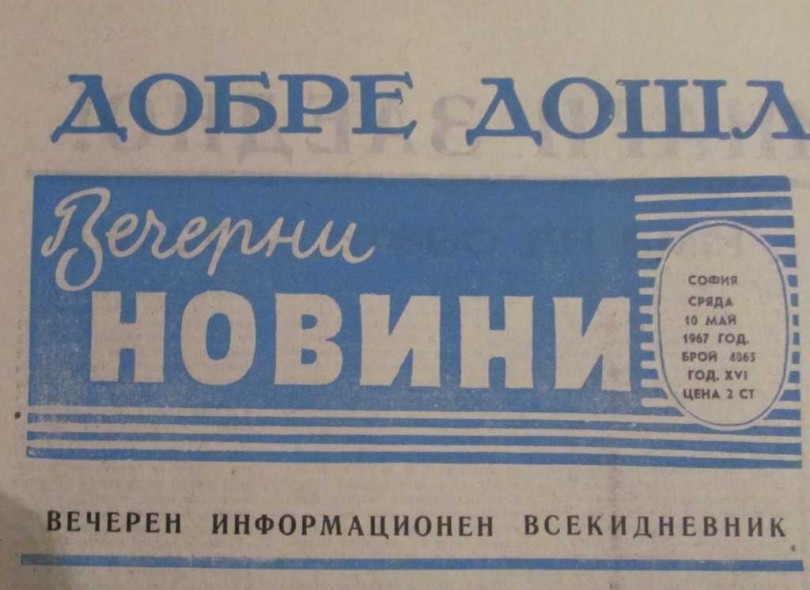 ДОБРЕ ДОШЛ
Вечерни
НОВИНИ
СОФИЯ
СРЯДА
10 МАЙ
1967 ГОД.
БРОЙ 4865
ГОД. XVI
ЦЕНА 2 СТ
ВЕЧЕРЕН ИНФОРМАЦИОНЕН ВСЕКИДНЕВНИК